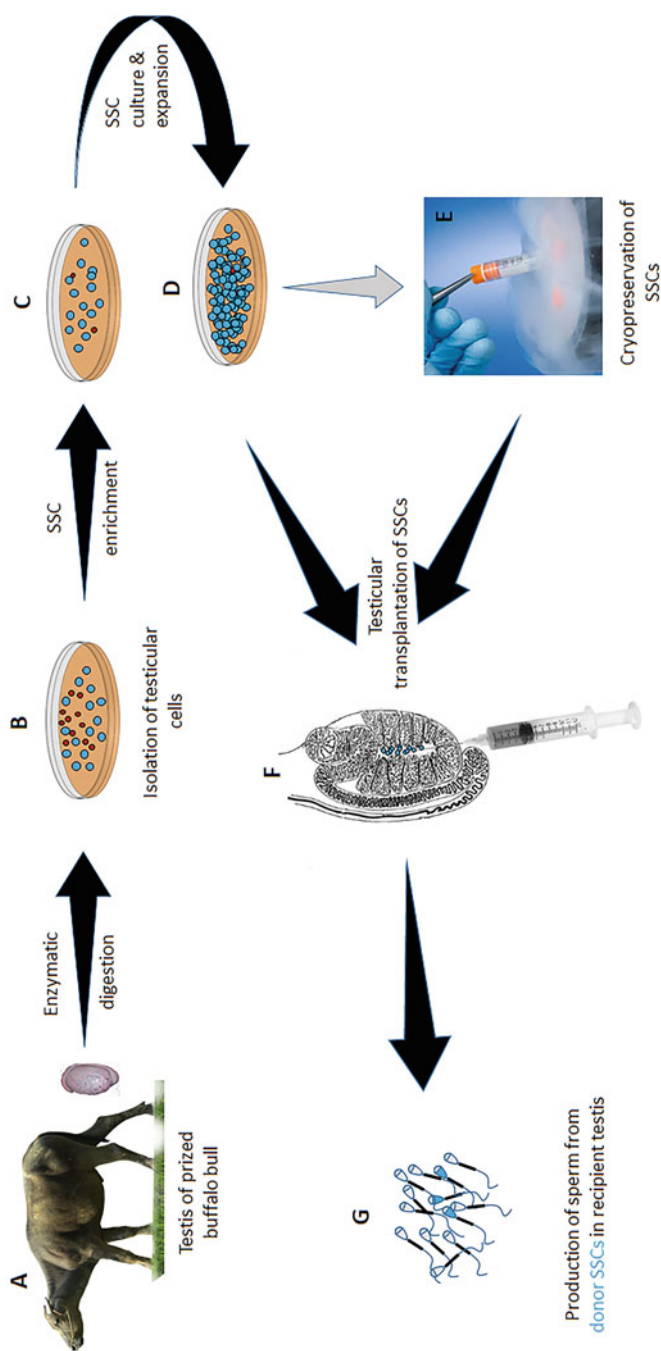 A
Testis of prized
buffalo bull
Enzymatic
digestion
B
Isolation of testicular
cells
SSC
enrichment
C
SSC
culture &
expansion
D
E
Cryopreservation of
SSCs
Testicular
transplantation of SSCs
F
G
Production of sperm from
donor SSCs in recipient testis